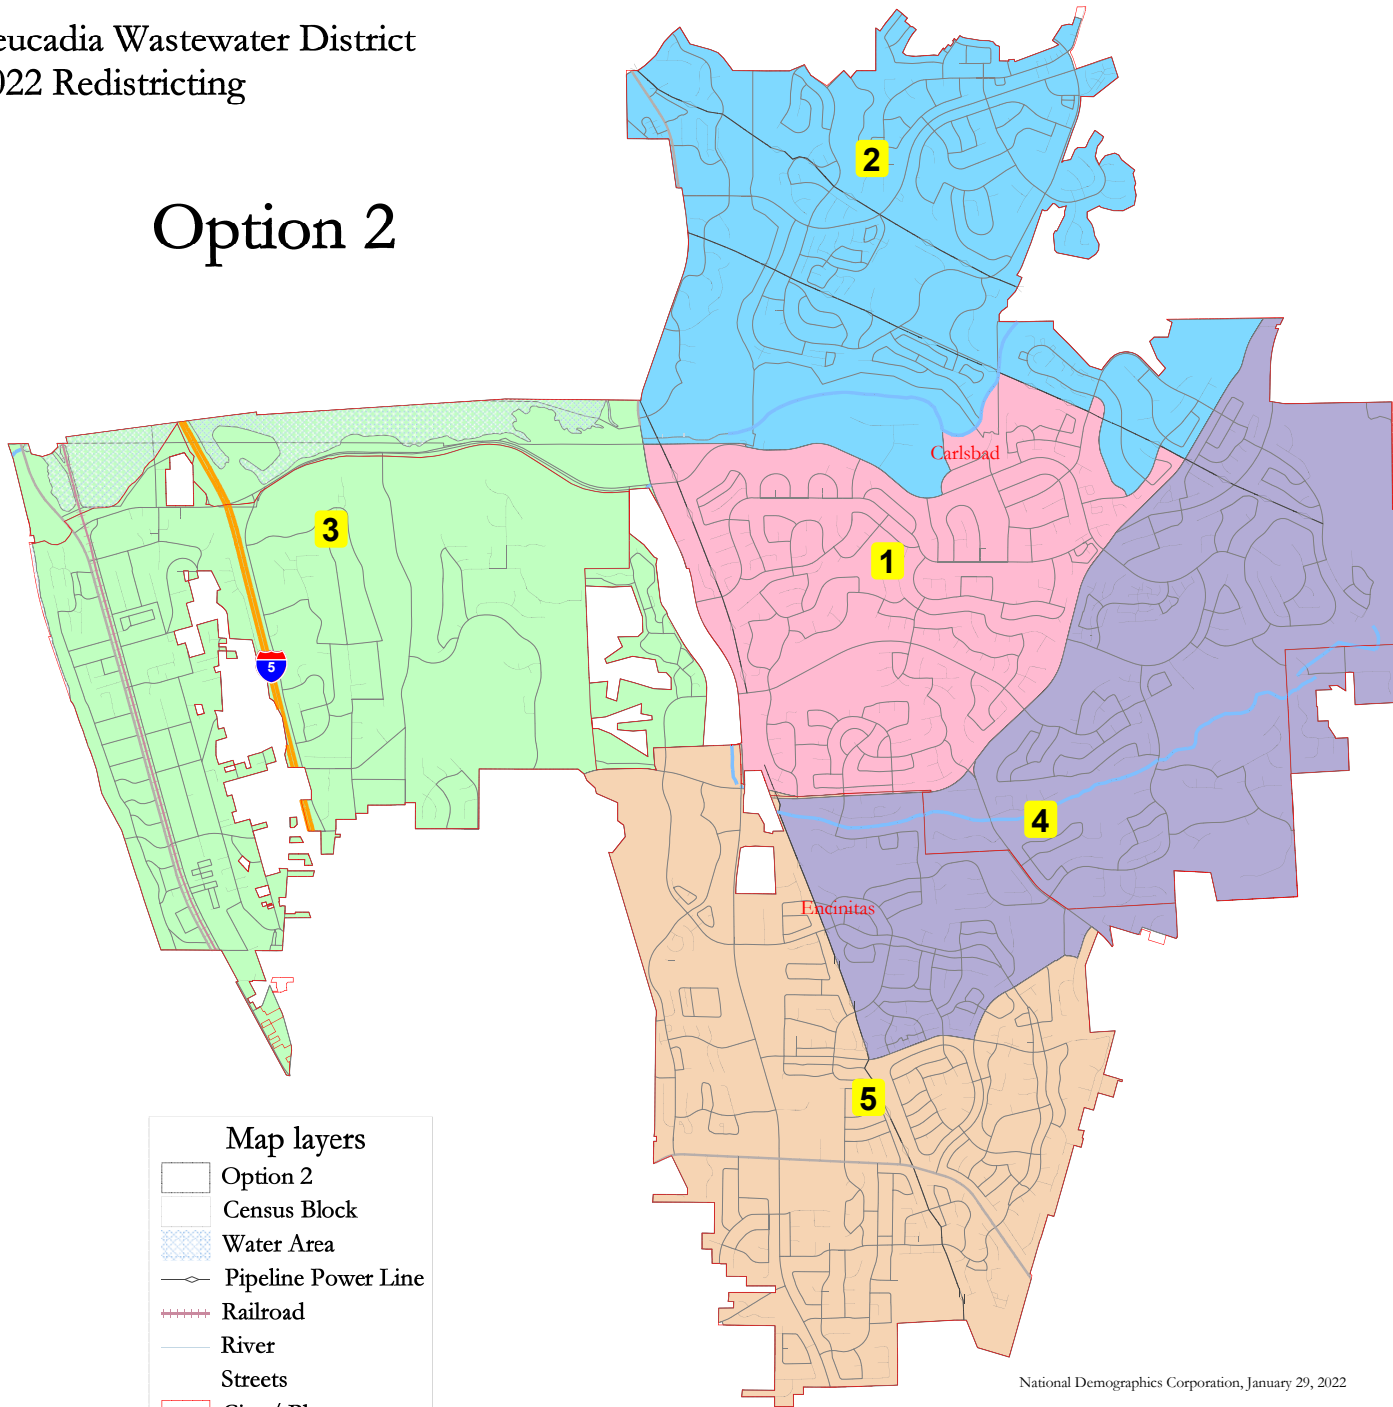 eucadia Wastewater District
022 Redistricting
Option 2
2
Carlsbad
3
1
5
4
Encinitas
5
Map layers
Option 2
Census Block
Water Area
Pipeline Power Line
Railroad
River
Streets
National Demographics Corporation, January 29, 2022